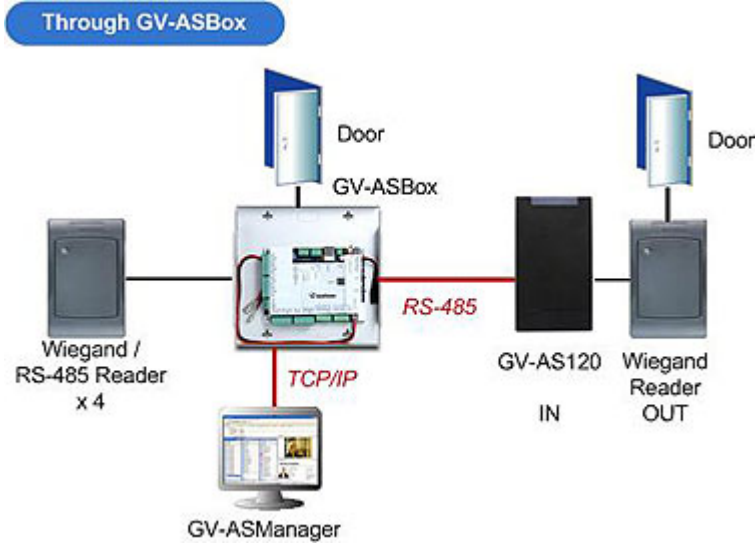 Through GV-ASBox
Door
Door
GV-ASBox
RS-485
Wiegand /
RS-485 Reader
x 4
TCP/IP
GV-AS120
IN
Wiegand
Reader
OUT
GV-ASManager